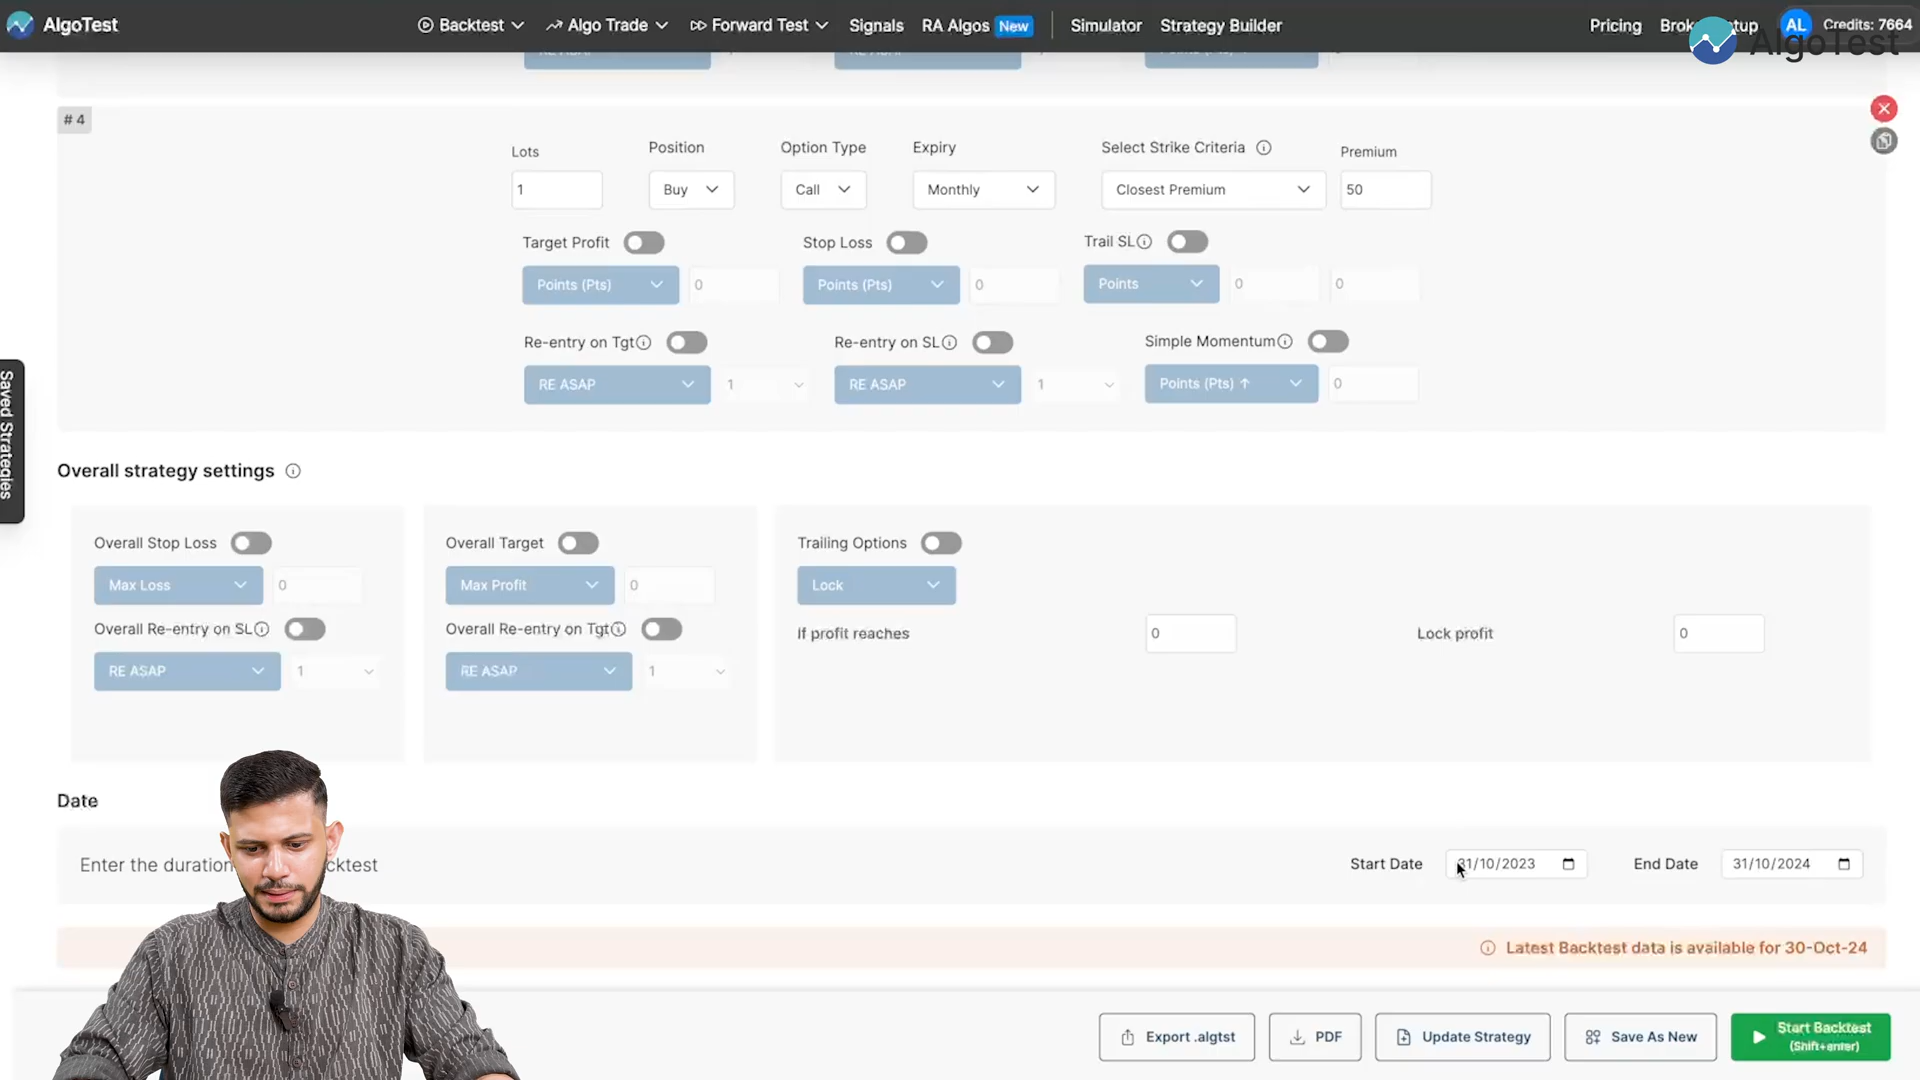 AlgoTest
Backtest
Algo Trade
Forward Test
Signals
RA Algos New
Simulator
Strategy Builder
Pricing
AL
Credits: 7664
AlgoTest
# 4
Lots
Position
Option Type
Expiry
Select Strike Criteria
Premium
1
Buy
Call
Monthly
Closest Premium
50
Target Profit
Stop Loss
Trail SL
Points (Pts)
0
Points (Pts)
0
Points
0
0
Re-entry on Tgt
Re-entry on SL
Simple Momentum
RE ASAP
1
RE ASAP
1
Points (Pts) ↑
0
Saved Strategies
Overall strategy settings
Overall Stop Loss
Max Loss
0
Overall Re-entry on SL
RE ASAP
1
Overall Target
Max Profit
0
Overall Re-entry on Tgt
RE ASAP
1
Trailing Options
Lock
If profit reaches
0
Lock profit
0
Date
Enter the duration
Start Date
31/10/2023
End Date
31/10/2024
Latest Backtest data is available for 30-Oct-24
Export .algtst
PDF
Update Strategy
Save As New
Start Backtest
(Shift+enter)